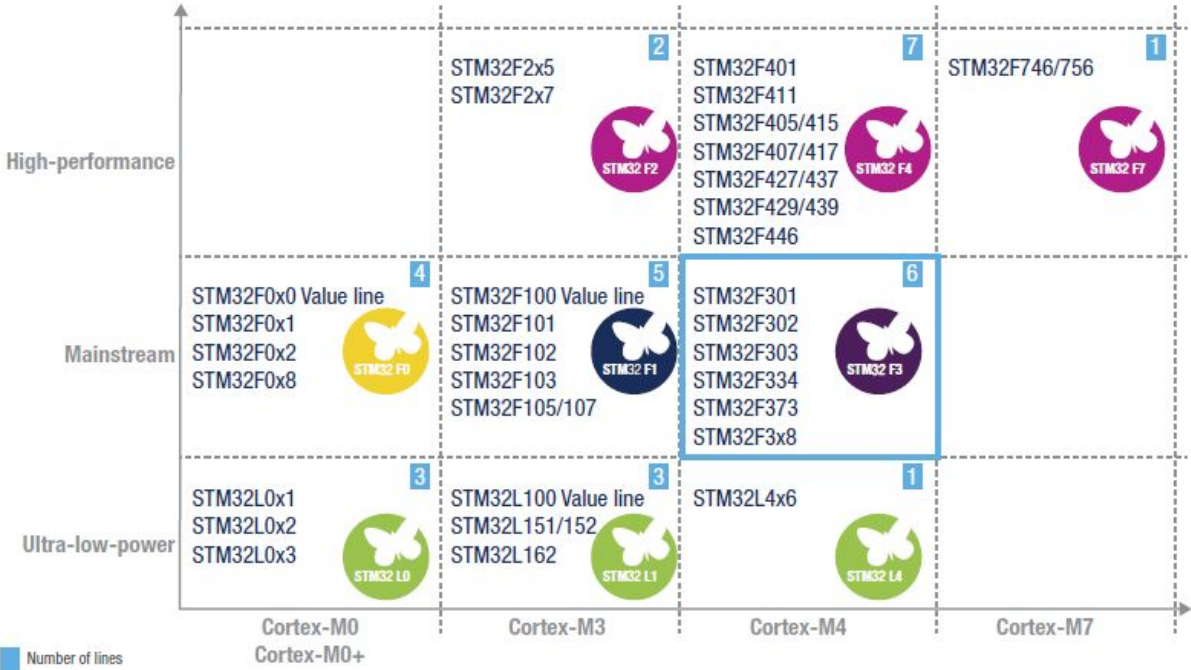 2
7
1
STM32F2x5
STM32F2x7
STM32 F2
STM32F401
STM32F411
STM32F405/415
STM32F407/417
STM32F427/437
STM32F429/439
STM32F446
STM32 F4
STM32F746/756
STM32 F7
High-performance
4
5
6
STM32F0x0 Value line
STM32F0x1
STM32F0x2
STM32F0x8
STM32 F0
STM32F100 Value line
STM32F101
STM32F102
STM32F103
STM32F105/107
STM32 F1
STM32F301
STM32F302
STM32F303
STM32F334
STM32F373
STM32F3x8
STM32 F3
Mainstream
3
3
1
STM32L0x1
STM32L0x2
STM32L0x3
STM32 L0
STM32L100 Value line
STM32L151/152
STM32L162
STM32 L1
STM32L4x6
STM32 L4
Ultra-low-power
Cortex-M0
Cortex-M0+
Cortex-M3
Cortex-M4
Cortex-M7
Number of lines